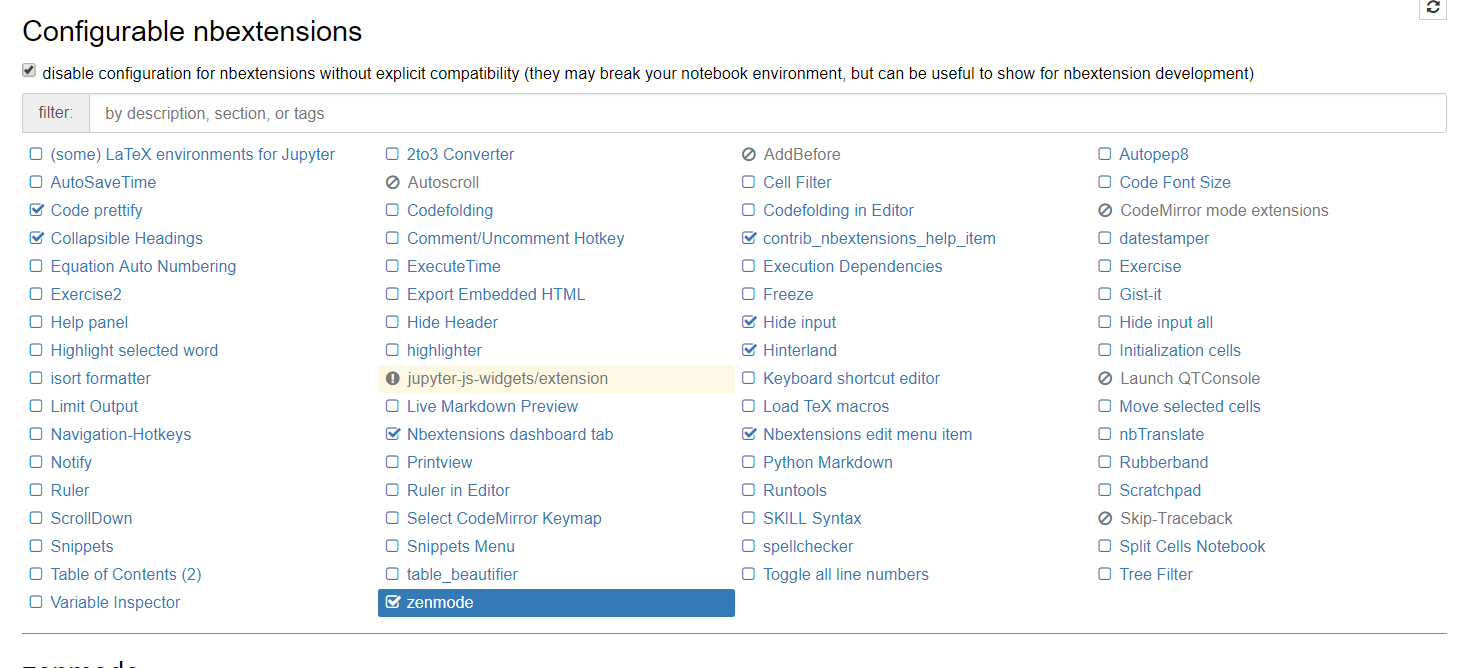 Configurable nbextensions
disable configuration for nbextensions without explicit compatibility (they may break your notebook environment, but can be useful to show for nbextension development)
filter: by description, section, or tags
(some) LaTeX environments for Jupyter 2to3 Converter AddBefore Autopep8
AutoSaveTime Autoscroll Cell Filter Code Font Size
Code prettify Codefolding Codefolding in Editor CodeMirror mode extensions
Collapsible Headings Comment/Uncomment Hotkey contrib_nbextensions_help_item datestamper
Equation Auto Numbering ExecuteTime Execution Dependencies Exercise
Exercise2 Export Embedded HTML Freeze Gist-it
Help panel Hide Header Hide input Hide input all
Highlight selected word highlighter Hinterland Initialization cells
isort formatter jupyter-js-widgets/extension Keyboard shortcut editor Launch QTConsole
Limit Output Live Markdown Preview Load TeX macros Move selected cells
Navigation-Hotkeys Nbextensions dashboard tab Nbextensions edit menu item nbTranslate
Notify Printview Python Markdown Rubberband
Ruler Ruler in Editor Runtools Scratchpad
ScrollDown Select CodeMirror Keymap SKILL Syntax Skip-Traceback
Snippets Snippets Menu spellchecker Split Cells Notebook
Table of Contents (2) table_beautifier Toggle all line numbers Tree Filter
Variable Inspector zenmode
zenmode